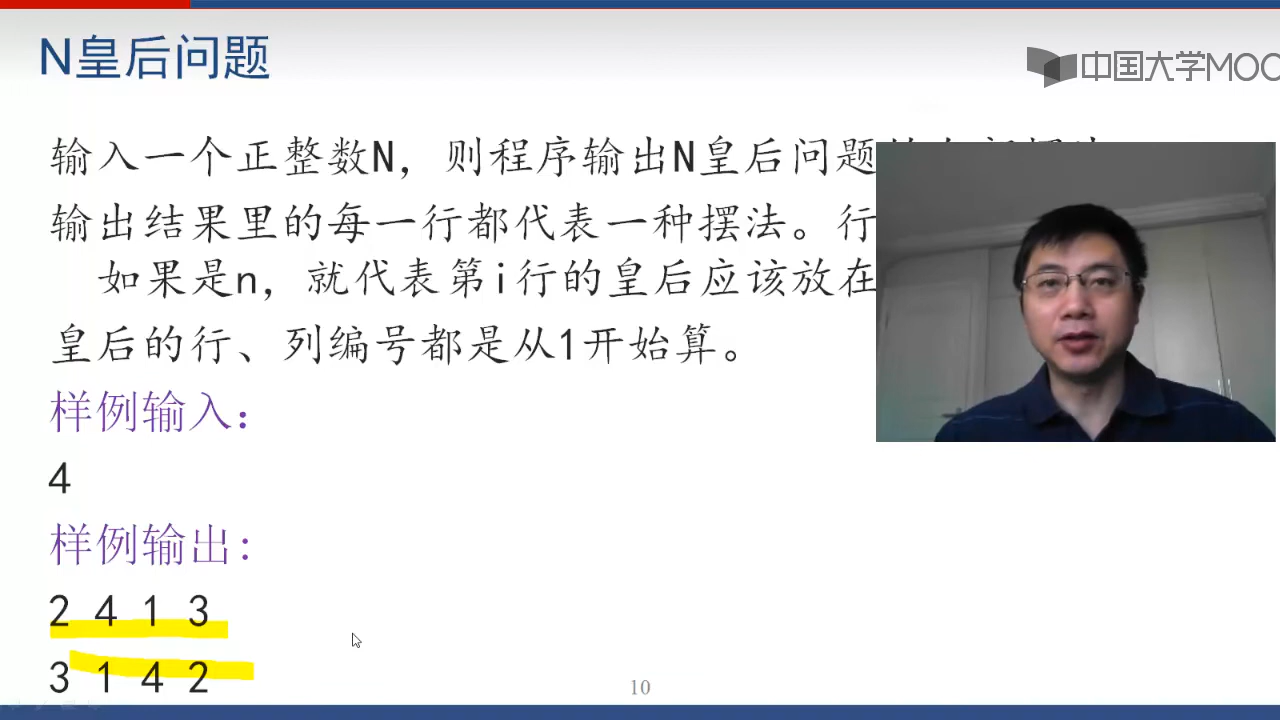 N皇后问题
中国大学MOO
输入一个正整数N，则程序输出N皇后问题
输出结果里的每一行都代表一种摆法。行
如果是n，就代表第i行的皇后应该放在
皇后的行、列编号都是从1开始算。
样例输入：
4
样例输出：
2 4 1 3
3 1 4 2
10